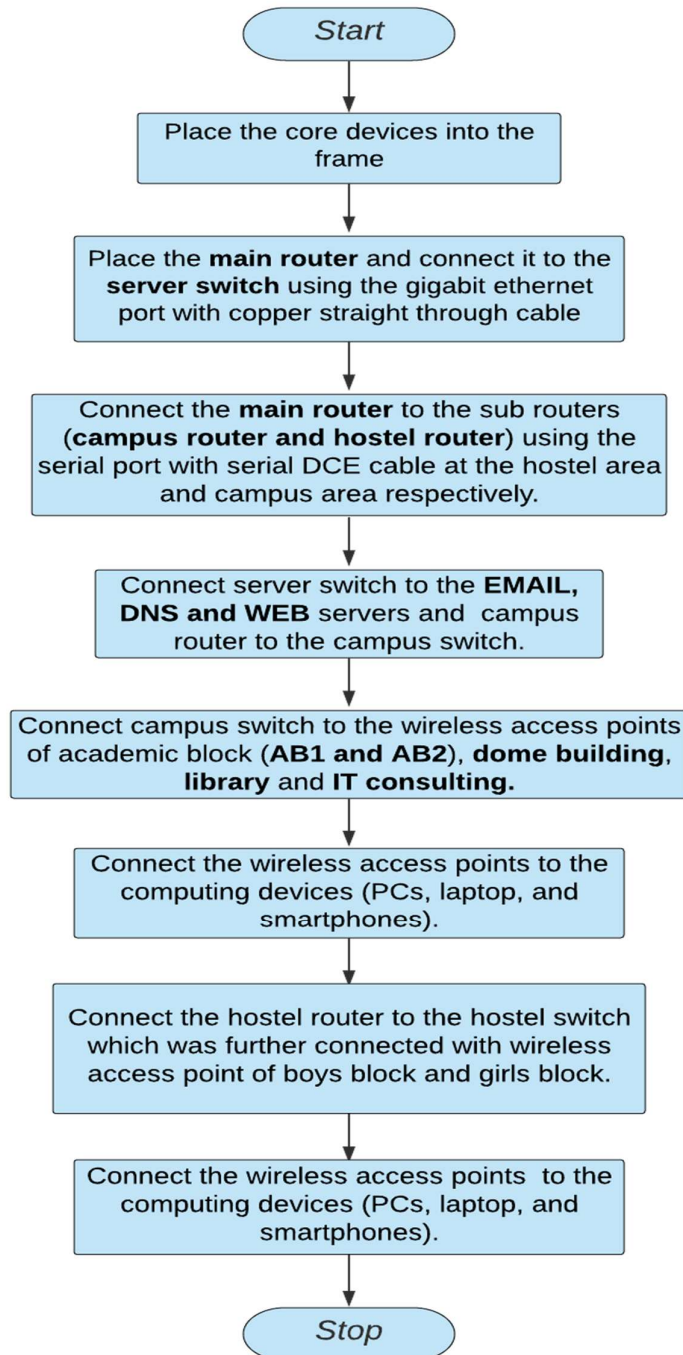 Start
Place the core devices into the
frame
Place the main router and connect it to the
server switch using the gigabit ethernet
port with copper straight through cable
Connect the main router to the sub routers
(campus router and hostel router) using the
serial port with serial DCE cable at the hostel area
and campus area respectively.
Connect server switch to the EMAIL,
DNS and WEB servers and campus
router to the campus switch.
Connect campus switch to the wireless access points
of academic block (AB1 and AB2), dome building,
library and IT consulting.
Connect the wireless access points to the
computing devices (PCs, laptop, and
smartphones).
Connect the hostel router to the hostel switch
which was further connected with wireless
access point of boys block and girls block.
Connect the wireless access points to the
computing devices (PCs, laptop, and
smartphones).
Stop